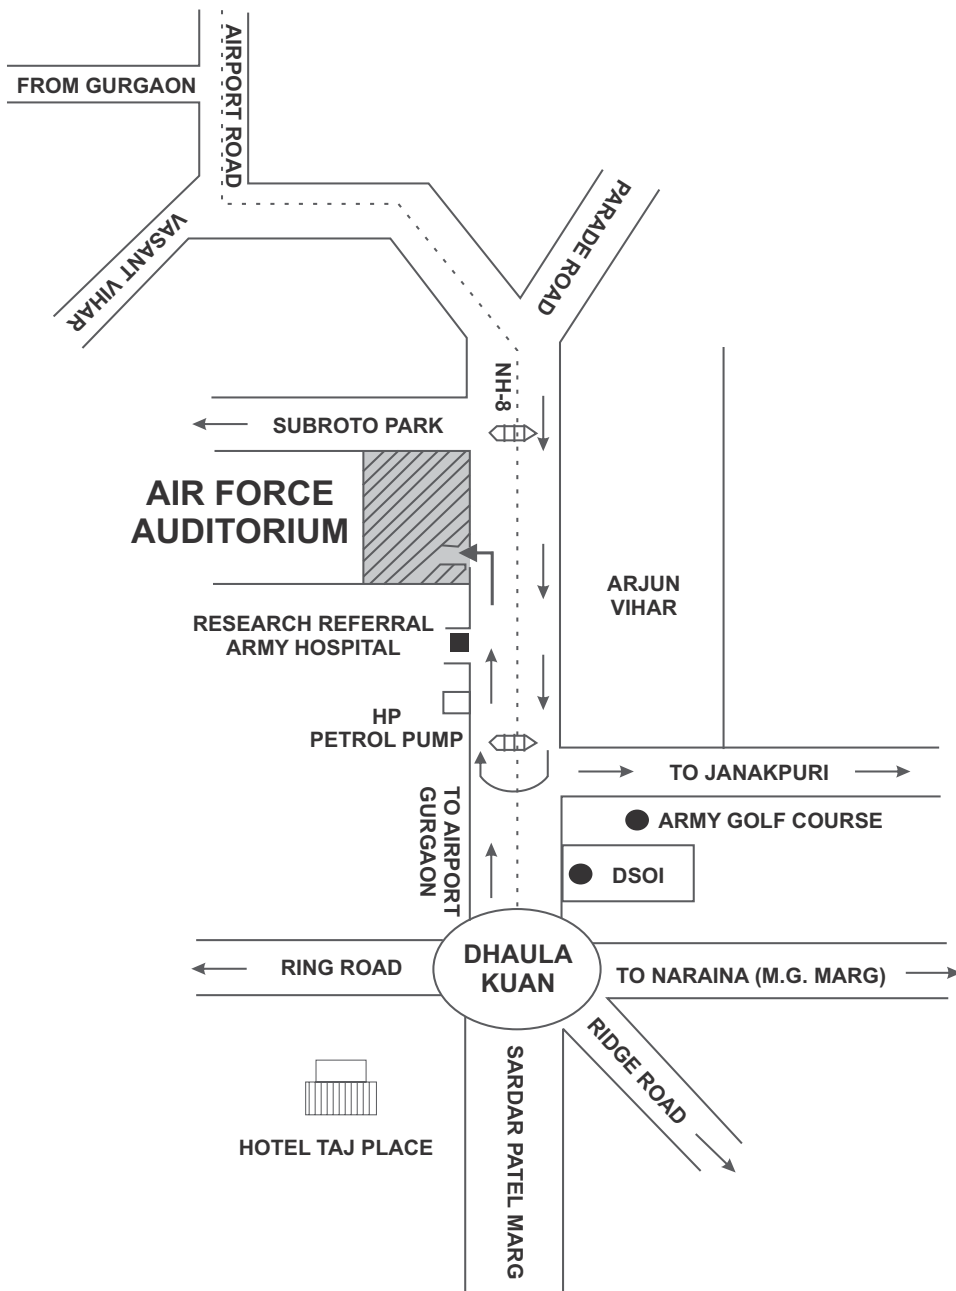 AIRPORT ROAD
FROM GURGAON
VASANT VIHAR
PARADE ROAD
NH-8
SUBROTO PARK
AIR FORCE
AUDITORIUM
ARJUN
VIHAR
RESEARCH REFERRAL
ARMY HOSPITAL
HP
PETROL PUMP
TO JANAKPURI
TO AIRPORT
GURGAON
ARMY GOLF COURSE
DSOI
DHAULA
KUAN
RING ROAD
TO NARAINA (M.G. MARG)
RIDGE ROAD
SARDAR PATEL MARG
HOTEL TAJ PLACE